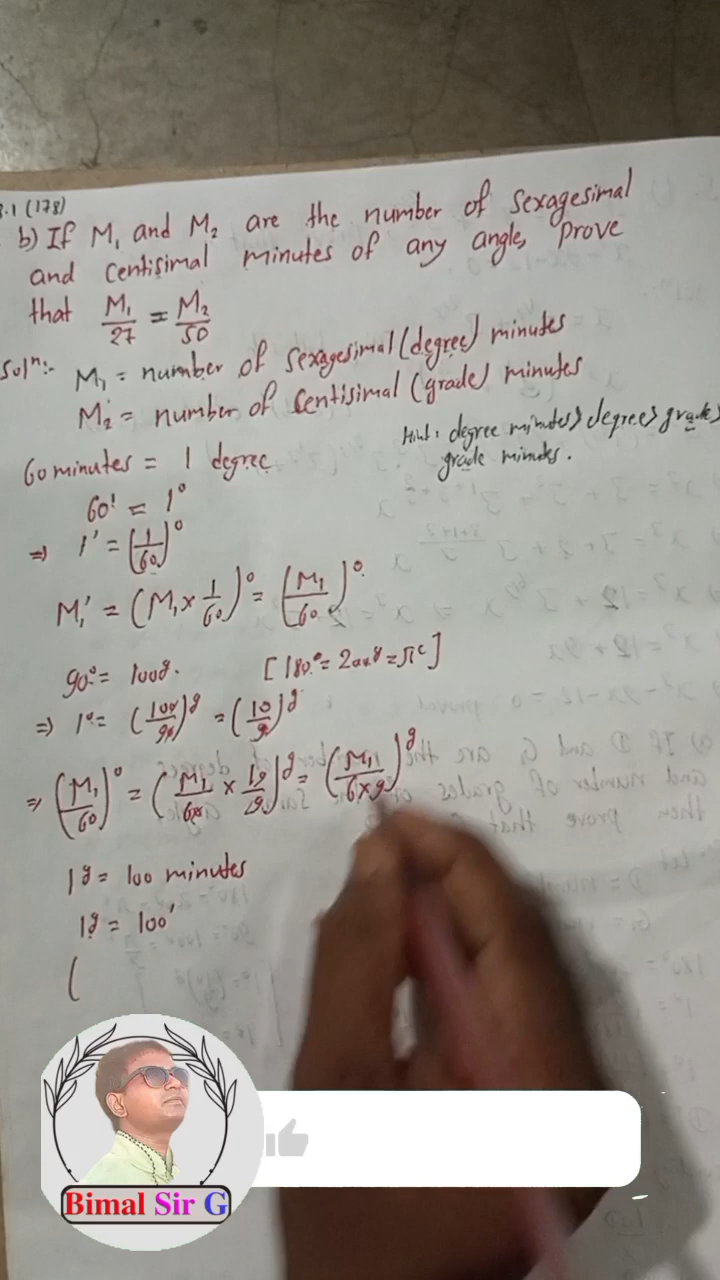 3.1 (178)
b) If M₁ and M₂ are the number of sexagesimal
and centisimal minutes of any angle, prove
that M₁/27 = M₂/50
Solⁿ:- M₁ = number of sexagesimal (degree) minutes
M₂ = number of centisimal (grade) minutes
Hint: degree minutes> degree> grade>
grade minutes.
60 minutes = 1 degree
60' = 1°
⇒ 1' = (1/60)°
M₁' = (M₁ × 1/60)° = (M₁/60)°
90° = 100g. [180° = 200g = πᶜ]
⇒ 1° = (100/90)ᵍ = (10/9)ᵍ
⇒ (M₁/60)° = (M₁/60 × 10/9)ᵍ = (M₁/6×9)ᵍ
1g = 100 minutes
1g = 100'
(
Bimal Sir G